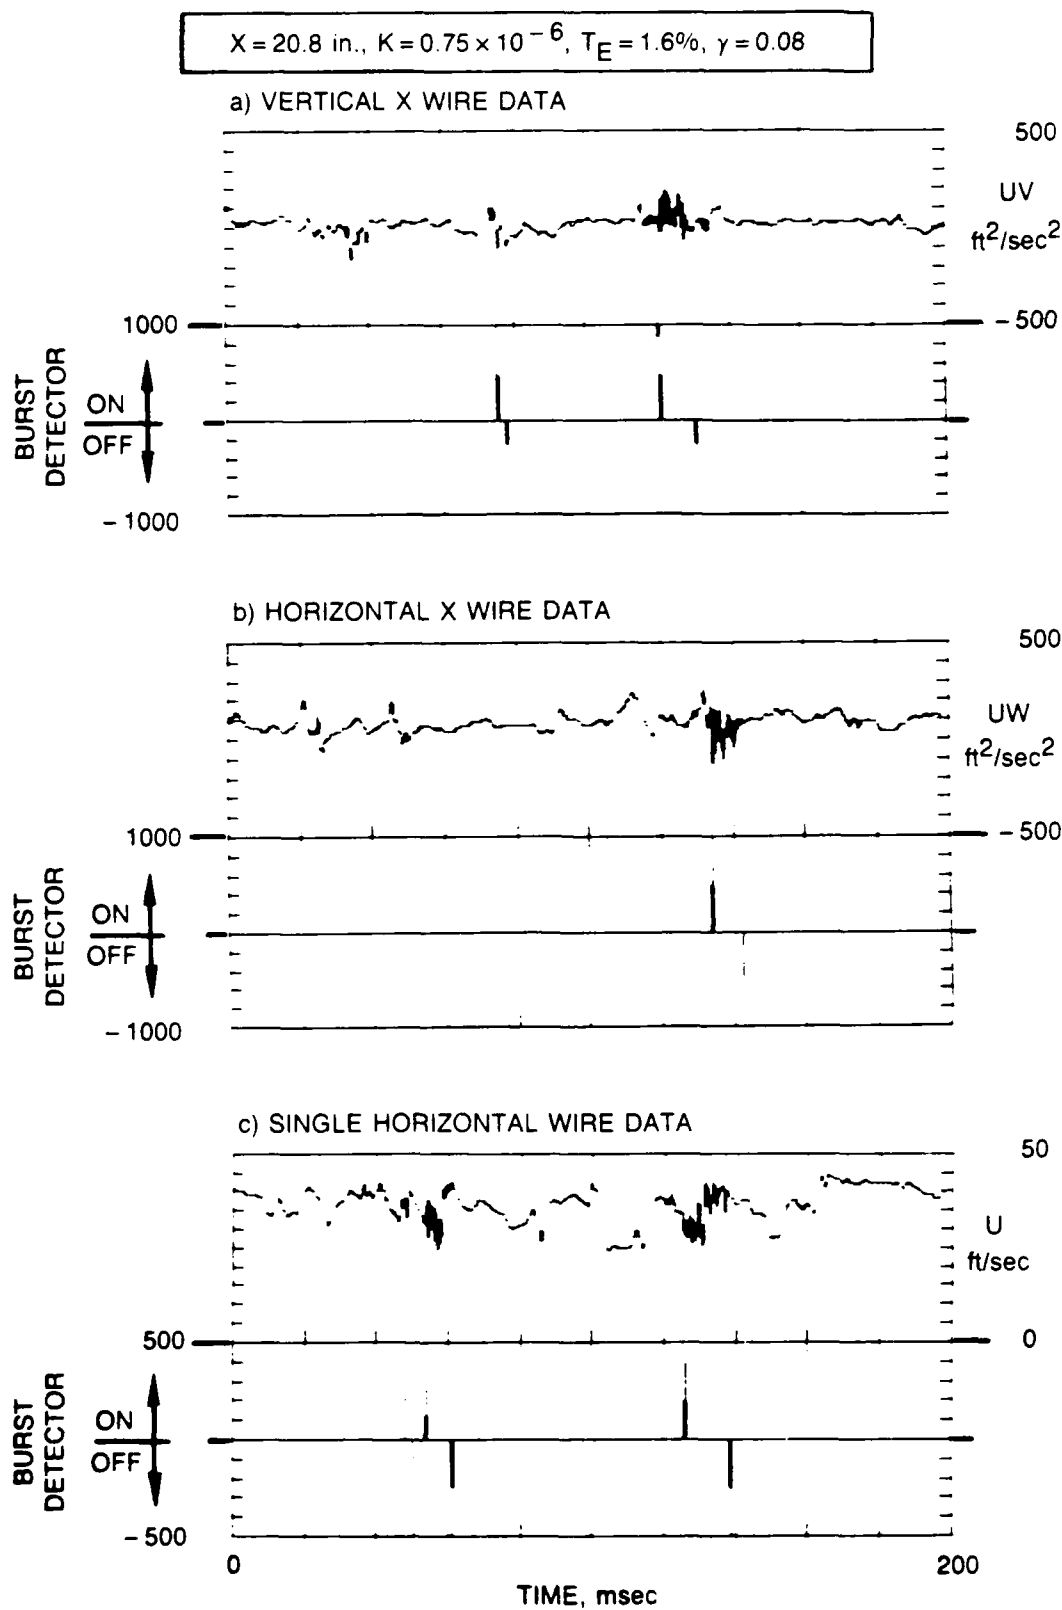 X = 20.8 in., K = 0.75 × 10⁻⁶, T_E = 1.6%, γ = 0.08
a) VERTICAL X WIRE DATA
500
UV
ft²/sec²
-500
1000
BURST
DETECTOR
ON
OFF
-1000
b) HORIZONTAL X WIRE DATA
500
UW
ft²/sec²
-500
1000
BURST
DETECTOR
ON
OFF
-1000
c) SINGLE HORIZONTAL WIRE DATA
50
U
ft/sec
0
500
BURST
DETECTOR
ON
OFF
-500
0
200
TIME, msec